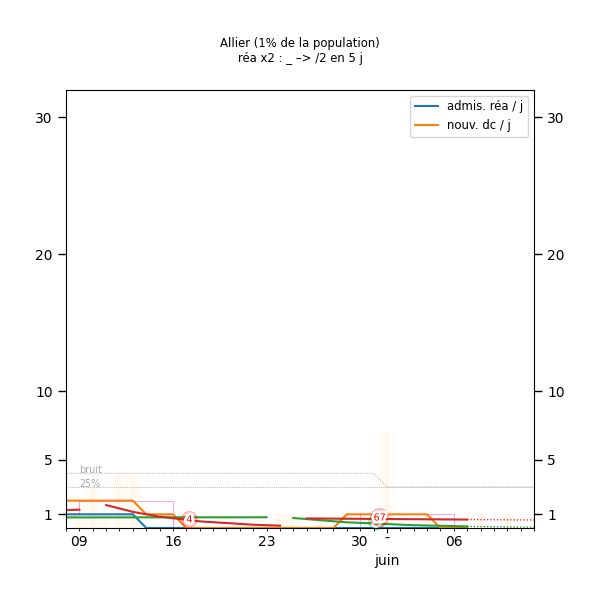 Allier (1% de la population)
réa x2 : _ –> /2 en 5 j
admis. réa / j
nouv. dc / j
30 30
20 20
10 10
5 5
bruit
25%
1 1
4 67
09 16 23 30 - 06
juin